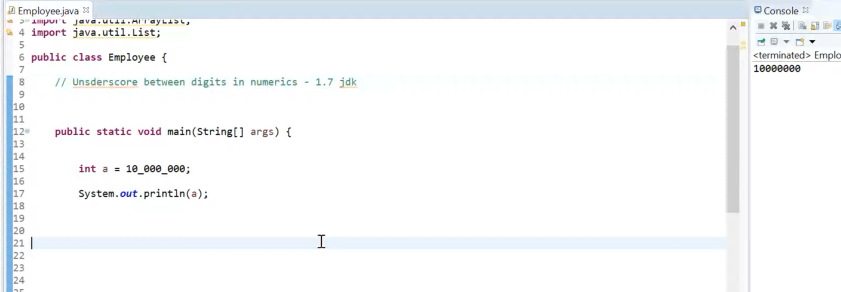 Employee.java
3 import java.util.ArrayList;
4 import java.util.List;
5
6 public class Employee {
7
8 // Unsderscore between digits in numerics - 1.7 jdk
9
10
11
12 public static void main(String[] args) {
13
14
15 int a = 10_000_000;
16
17 System.out.println(a);
18
19
20
21
22
23
24
Console
<terminated> Emplo
10000000